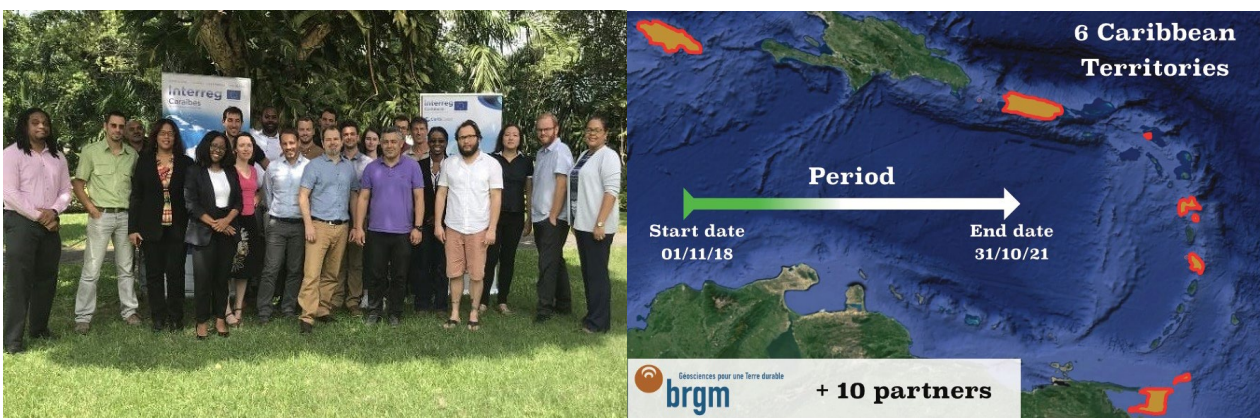 Interreg
Caraïbes
Interreg
6 Caribbean
Territories
Period
Start date
01/11/18
End date
31/10/21
Géosciences pour une Terre durable
brgm
+ 10 partners